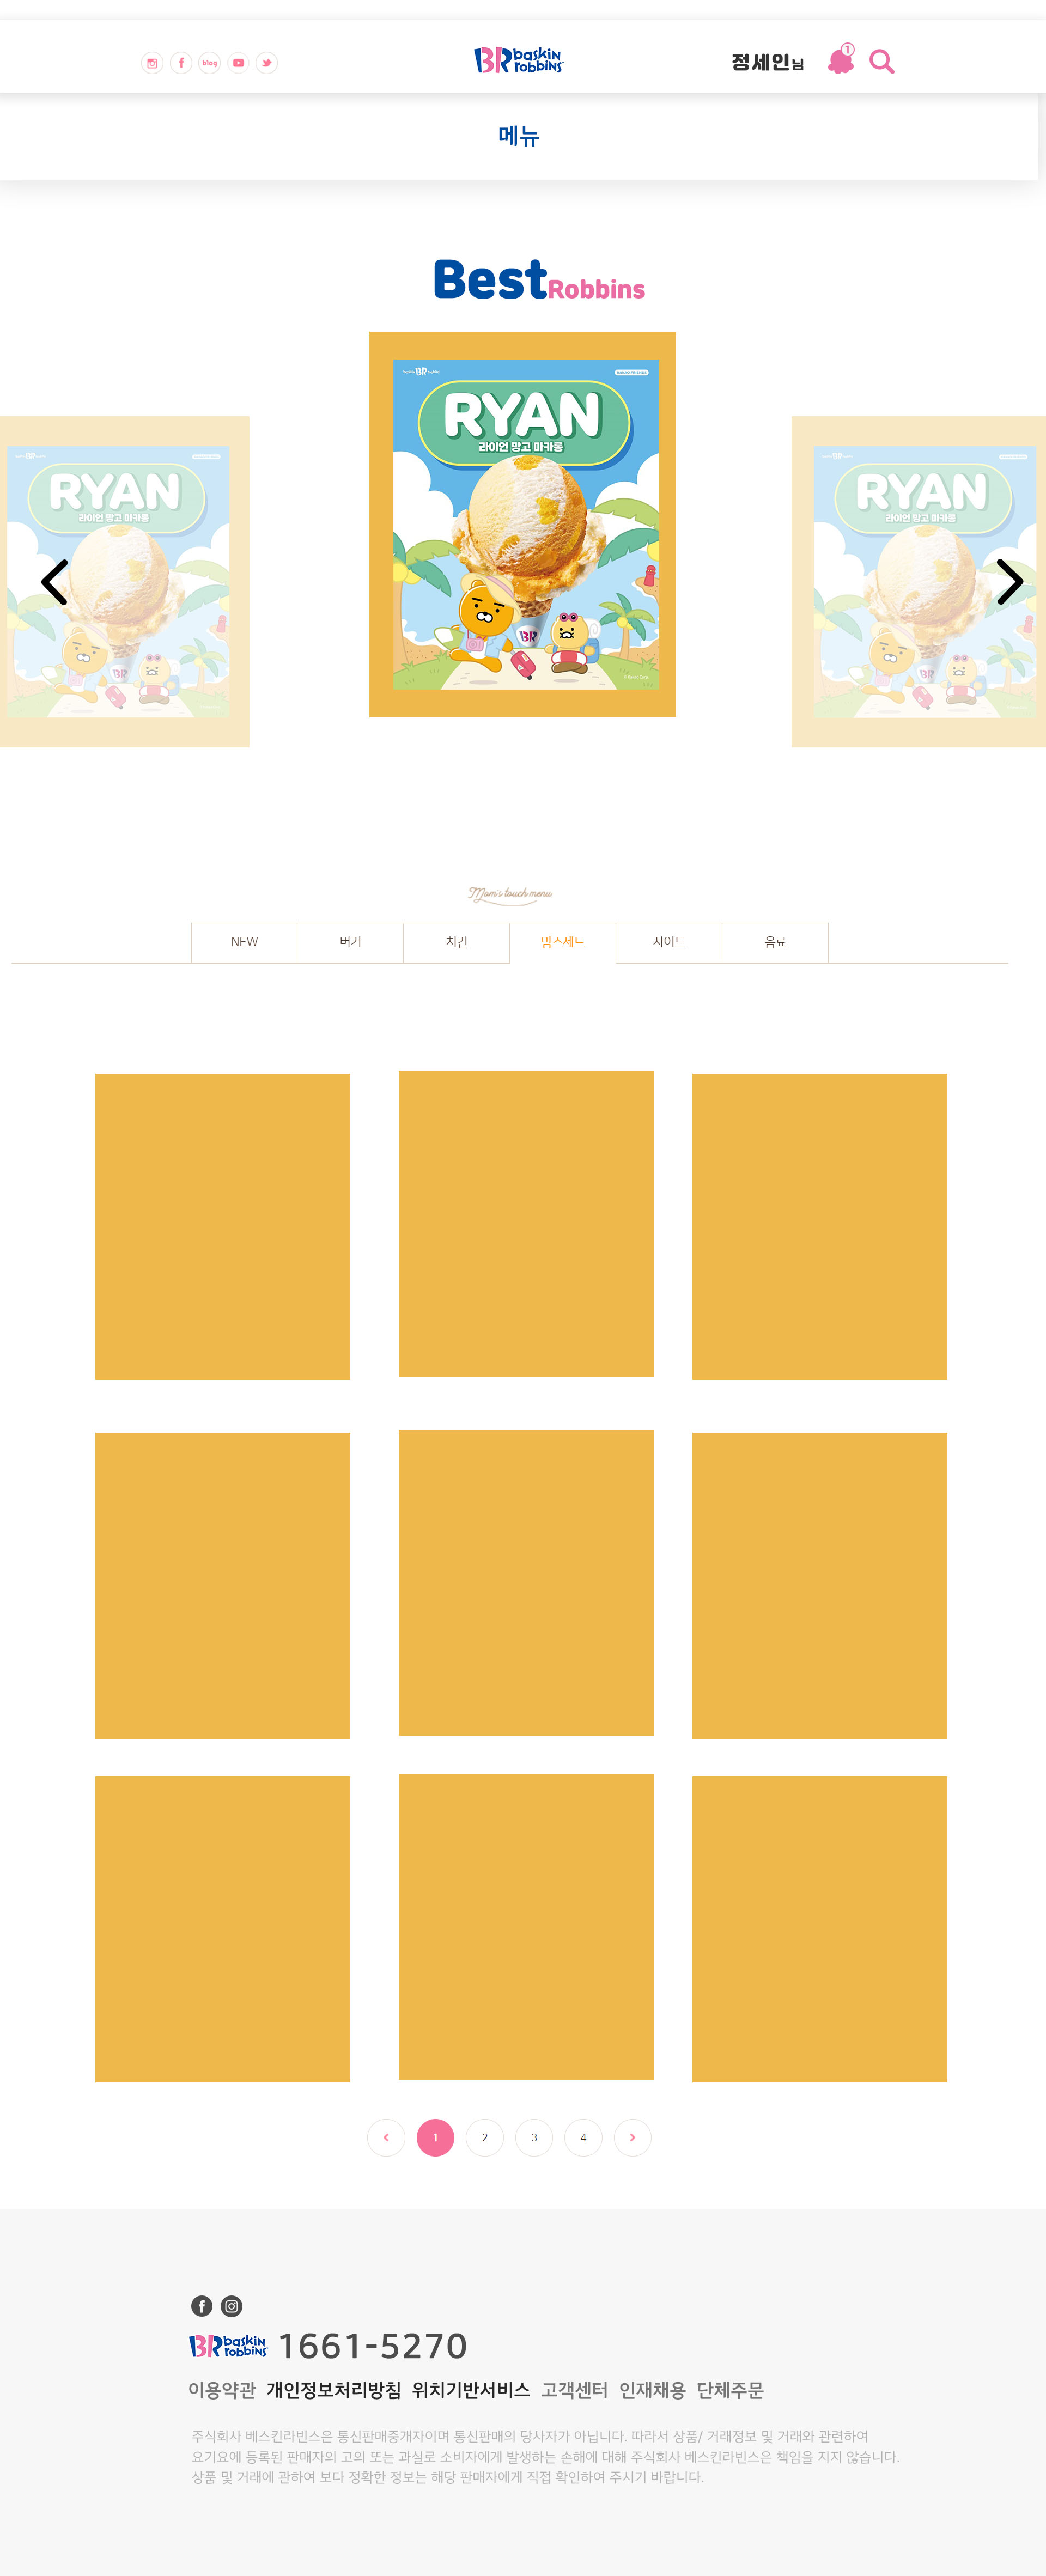 blog
BR baskin robbins
정세인님
1
메뉴
Best Robbins
RYAN
라이언 망고 마카롱
BR
RYAN
라이언 망고 마카롱
BR
RYAN
라이언 망고 마카롱
BR
Mom's touch menu
NEW 버거 치킨 맘스세트 사이드 음료
1 2 3 4
BR baskin robbins 1661-5270
이용약관 개인정보처리방침 위치기반서비스 고객센터 인재채용 단체주문
주식회사 베스킨라빈스은 통신판매중개자이며 통신판매의 당사자가 아닙니다. 따라서 상품/ 거래정보 및 거래와 관련하여
요기요에 등록된 판매자의 고의 또는 과실로 소비자에게 발생하는 손해에 대해 주식회사 베스킨라빈스은 책임을 지지 않습니다.
상품 및 거래에 관하여 보다 정확한 정보는 해당 판매자에게 직접 확인하여 주시기 바랍니다.